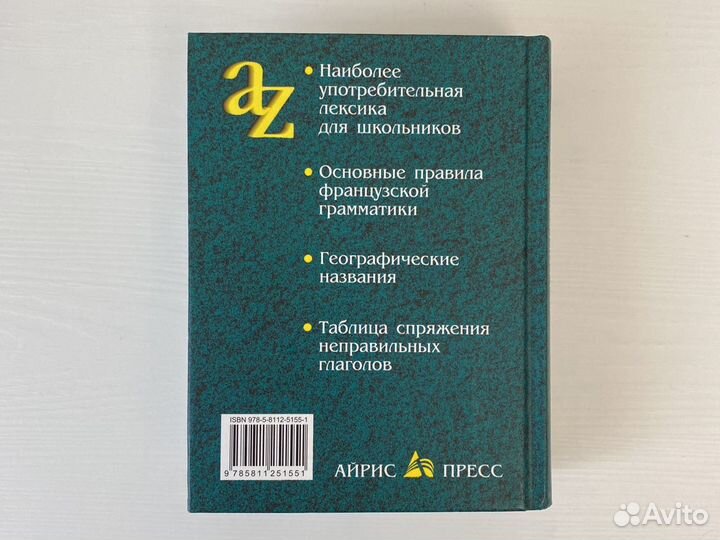 az
• Наиболее
употребительная
лексика
для школьников
• Основные правила
французской
грамматики
• Географические
названия
• Таблица спряжения
неправильных
глаголов
ISBN 978-5-8112-5155-1
9 785811 251551
АЙРИС ПРЕСС
Avito